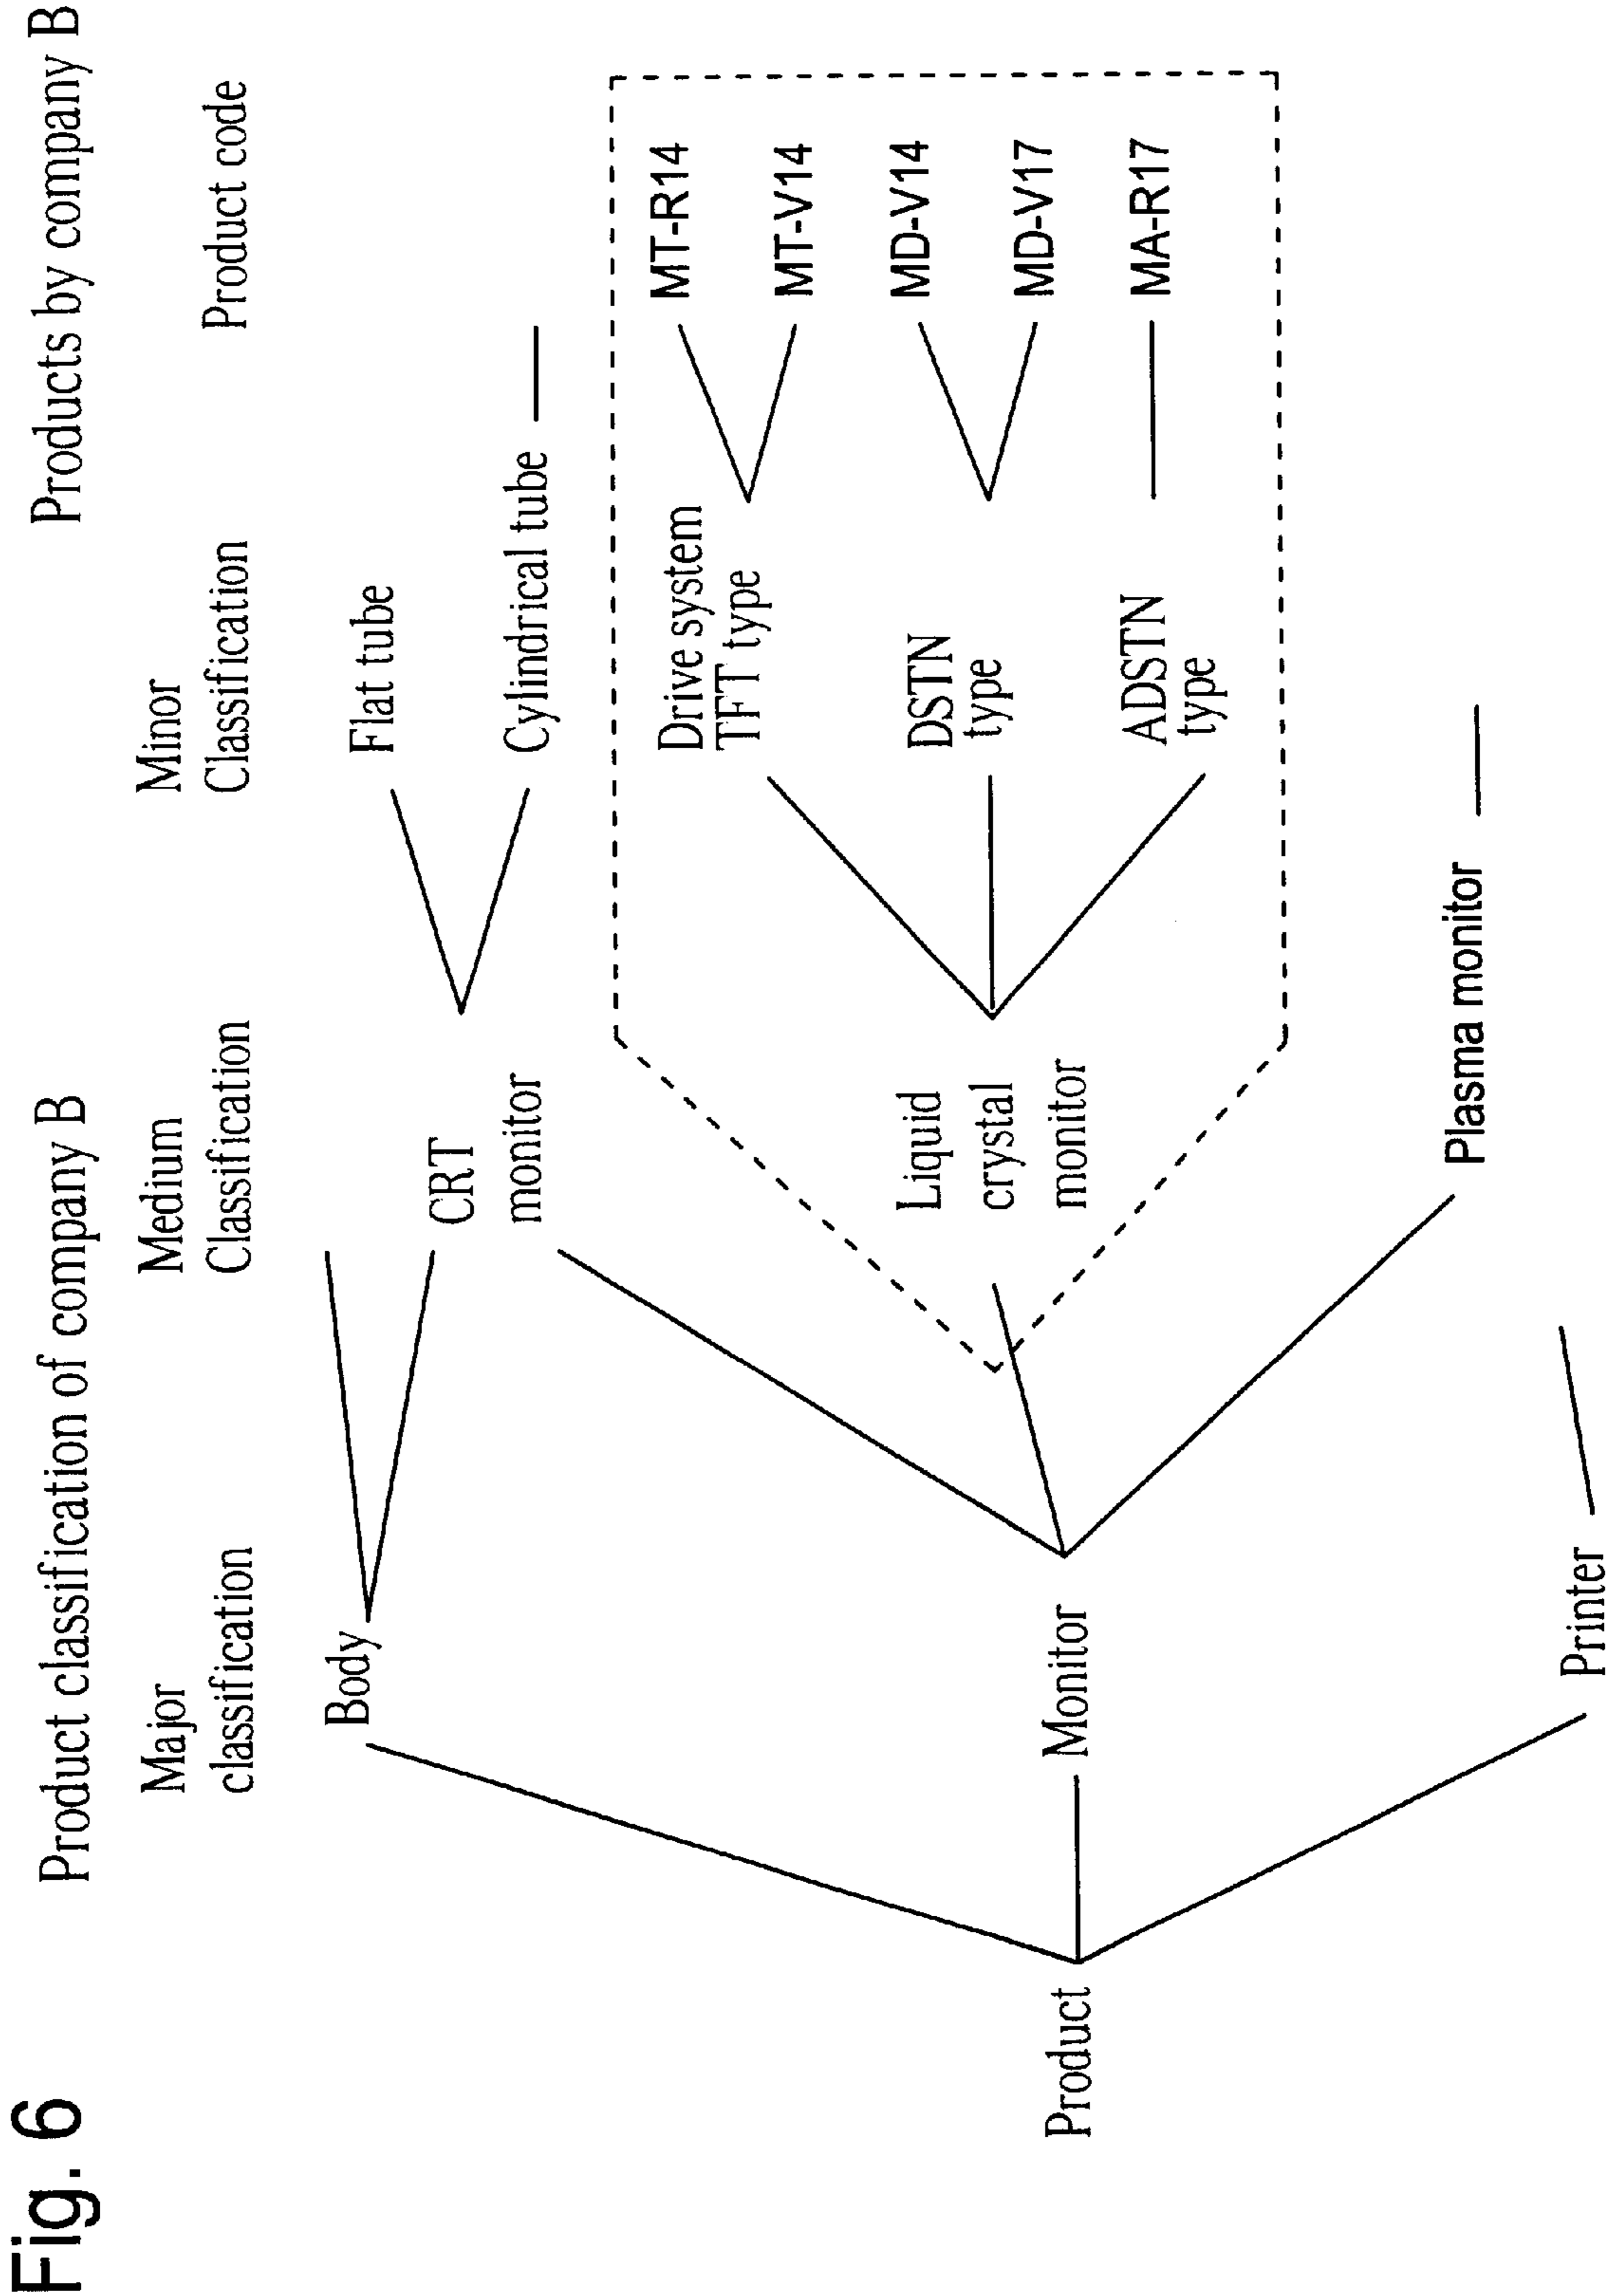 Fig. 6
Product classification of company B
Products by company B
Major
classification
Medium
Classification
Minor
Classification
Product code
Product
Body
Monitor
Printer
CRT
monitor
Liquid
crystal
monitor
Plasma monitor
Flat tube
Cylindrical tube
Drive system
TFT type
DSTN
type
ADSTN
type
MT-R14
MT-V14
MD-V14
MD-V17
MA-R17